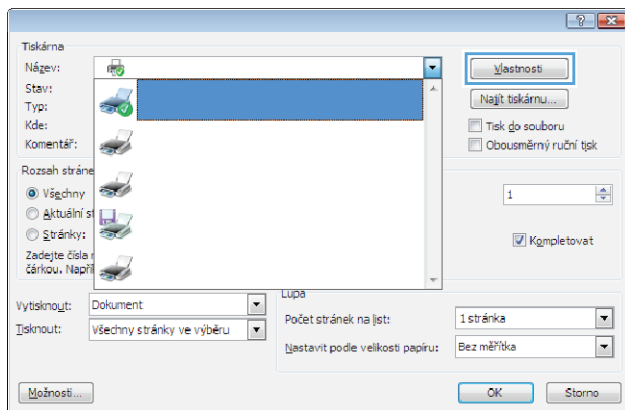 Tiskárna
Název:
Vlastnosti
Stav:
Typ:
Najít tiskárnu...
Kde:
Tisk do souboru
Komentář:
Obousměrný ruční tisk
Rozsah stráne
Všechny
1
Aktuální st
Stránky:
Kompletovat
Zadejte čísla r
čárkou. Např
Lupa
Vytisknout: Dokument
Počet stránek na list: 1 stránka
Tisknout: Všechny stránky ve výběru
Nastavit podle velikosti papíru: Bez měřítka
Možnosti...
OK
Storno